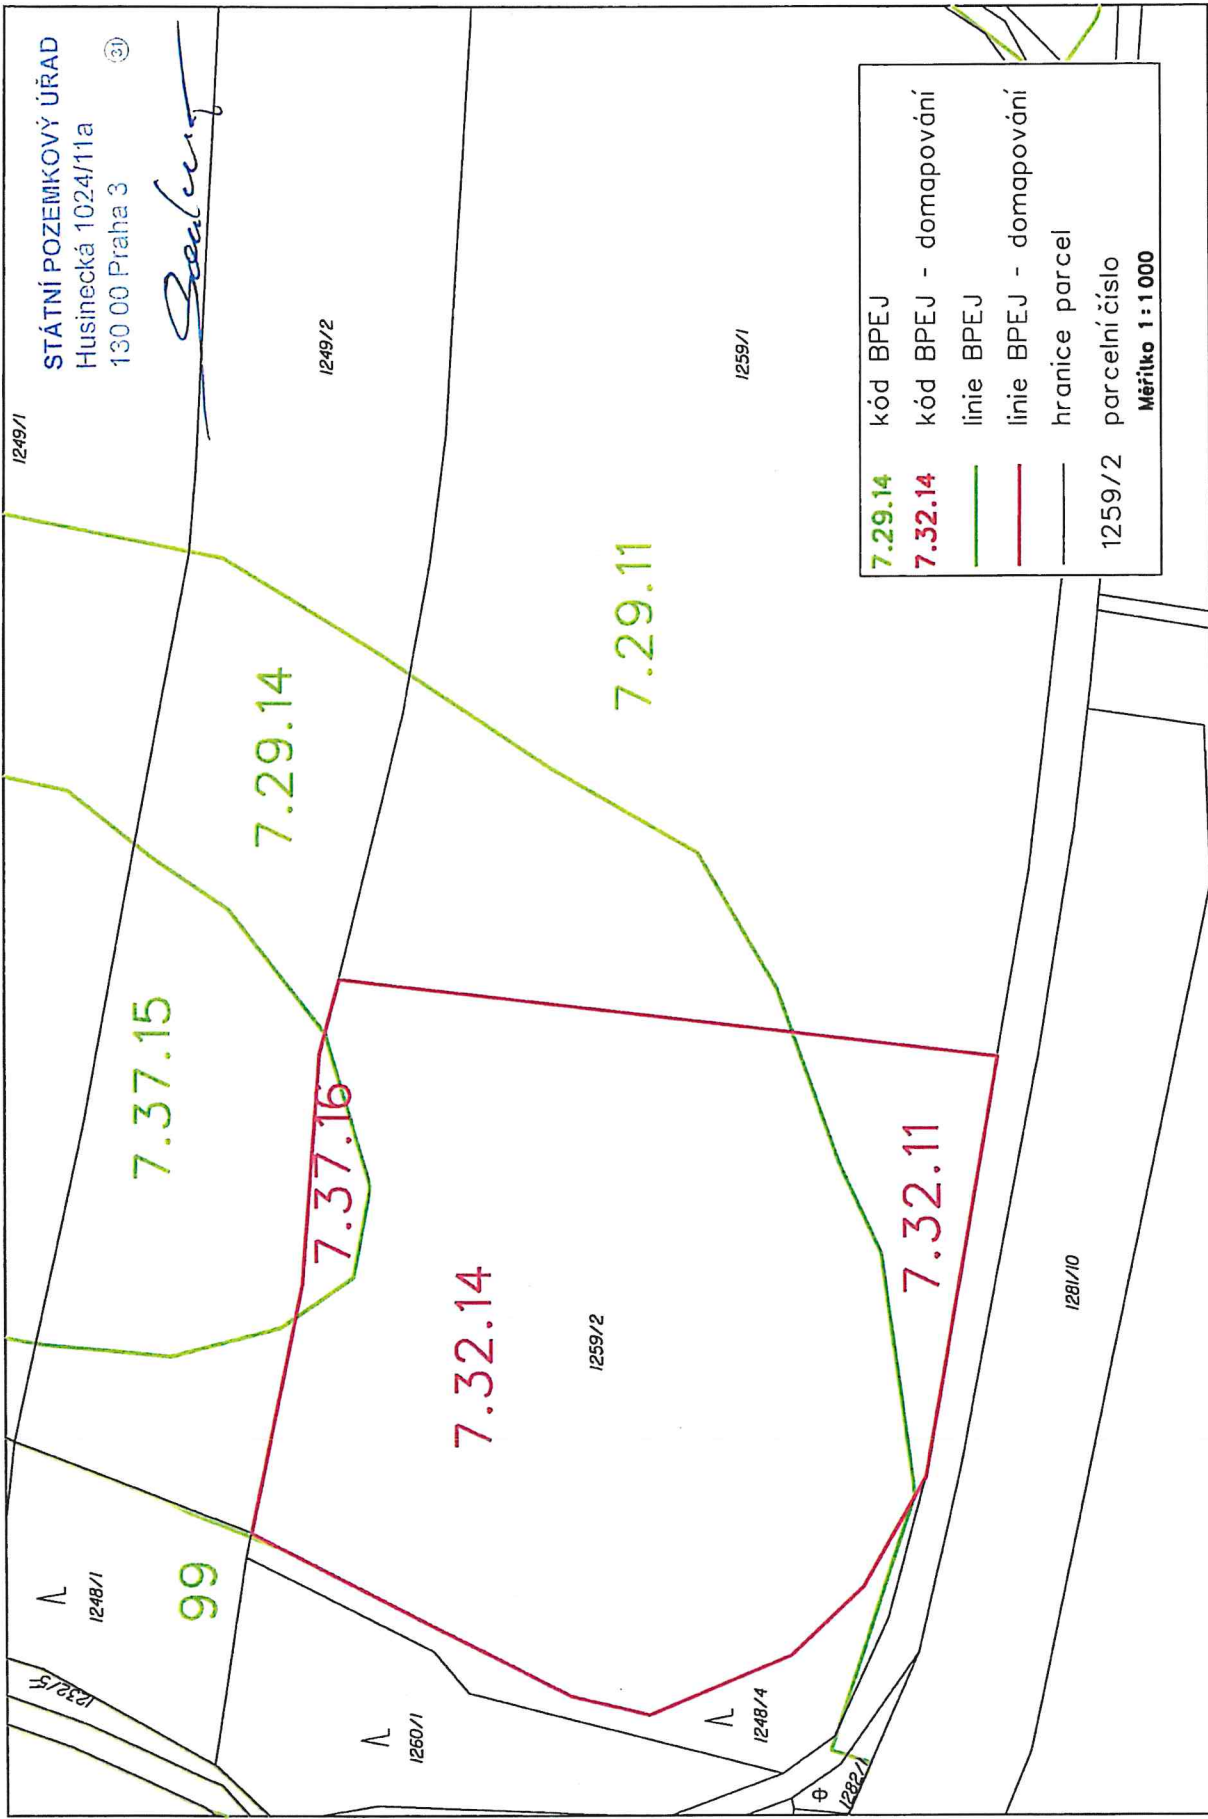 STÁTNÍ POZEMKOVÝ ÚŘAD
Husinecká 1024/11a
130 00 Praha 3
31
1249/1
1249/2
1259/1
7.29.14
7.29.11
7.37.15
7.37.16
7.32.14
1259/2
7.32.11
1281/10
99
1248/1
1232/5
1260/1
1248/4
1282/1
7.29.14 kód BPEJ
7.32.14 kód BPEJ - domapování
linie BPEJ
linie BPEJ - domapování
hranice parcel
1259/2 parcelní číslo
Měřítko 1:1000